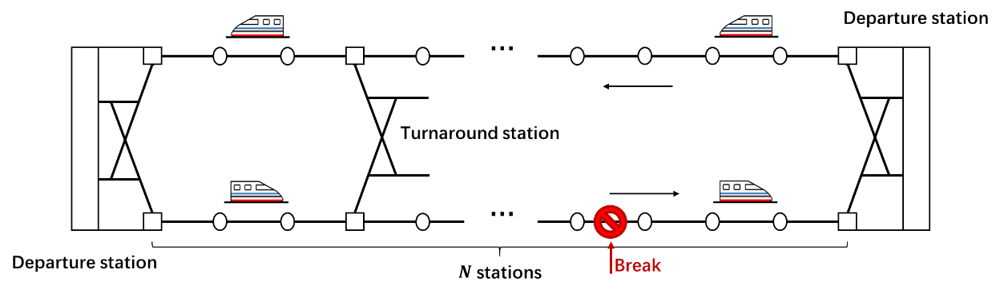 Departure station
...
Turnaround station
...
Departure station
N stations
Break